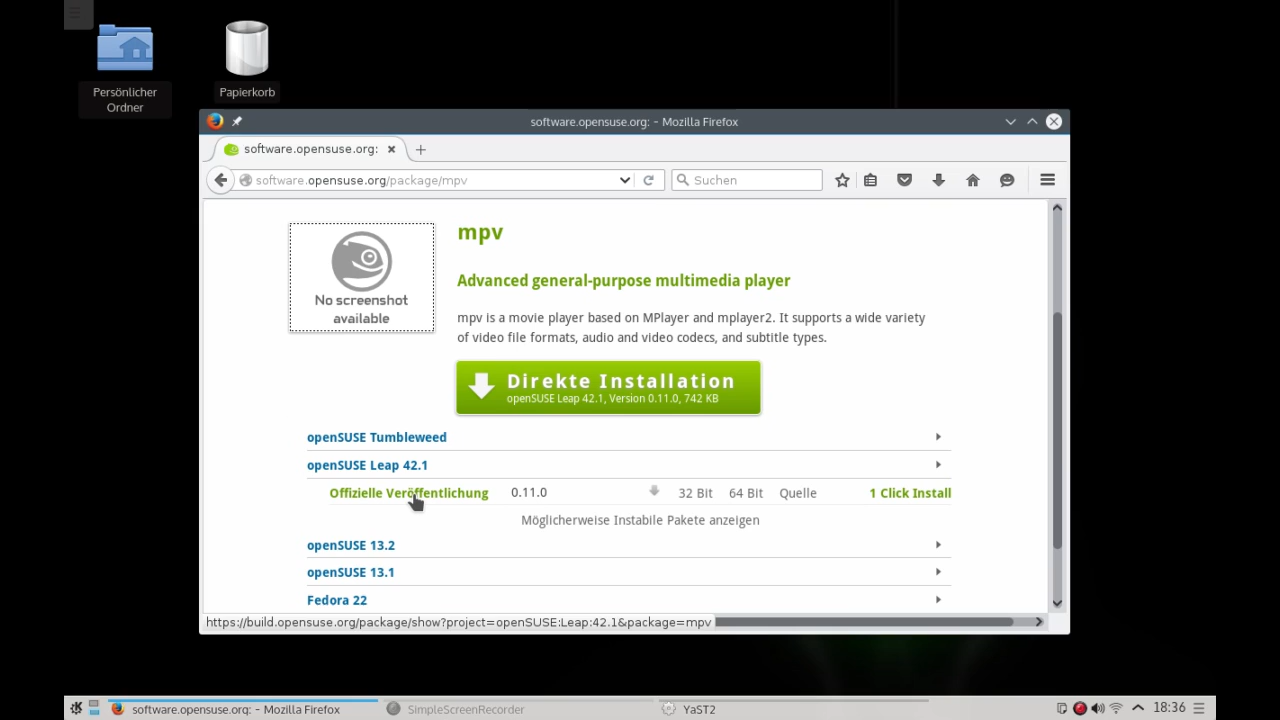 Persönlicher
Ordner
Papierkorb
software.opensuse.org: - Mozilla Firefox
software.opensuse.org:
software.opensuse.org/package/mpv
Suchen
No screenshot
available
mpv
Advanced general-purpose multimedia player
mpv is a movie player based on MPlayer and mplayer2. It supports a wide variety
of video file formats, audio and video codecs, and subtitle types.
Direkte Installation
openSUSE Leap 42.1, Version 0.11.0, 742 KB
openSUSE Tumbleweed
openSUSE Leap 42.1
Offizielle Veröffentlichung 0.11.0 32 Bit 64 Bit Quelle 1 Click Install
Möglicherweise Instabile Pakete anzeigen
openSUSE 13.2
openSUSE 13.1
Fedora 22
https://build.opensuse.org/package/show?project=openSUSE:Leap:42.1&package=mpv
software.opensuse.org: - Mozilla Firefox SimpleScreenRecorder YaST2 18:36